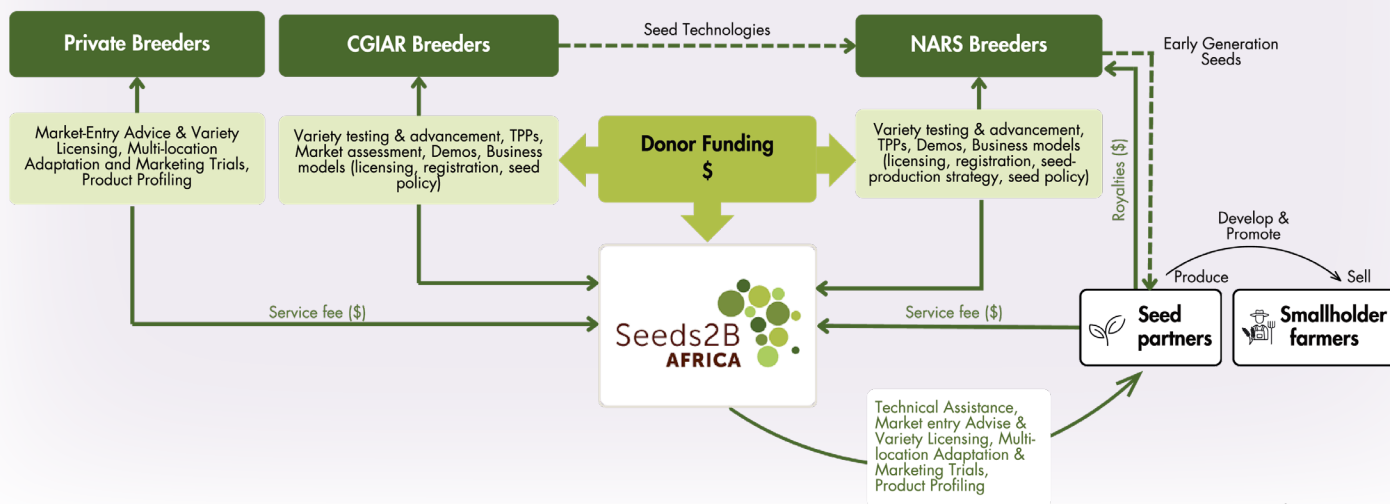 Private Breeders
CGIAR Breeders
Seed Technologies
NARS Breeders
Early Generation
Seeds
Market-Entry Advice & Variety
Licensing, Multi-location
Adaptation and Marketing Trials,
Product Profiling
Variety testing & advancement, TPPs,
Market assessment, Demos, Business
models (licensing, registration, seed
policy)
Donor Funding
$
Variety testing & advancement,
TPPs, Demos, Business models
(licensing, registration, seed-
production strategy, seed policy)
Royalties ($)
Develop &
Promote
Produce
Sell
Service fee ($)
Seeds2B
AFRICA
Service fee ($)
Seed
partners
Smallholder
farmers
Technical Assistance,
Market entry Advise &
Variety Licensing, Multi-
location Adaptation &
Marketing Trials,
Product Profiling